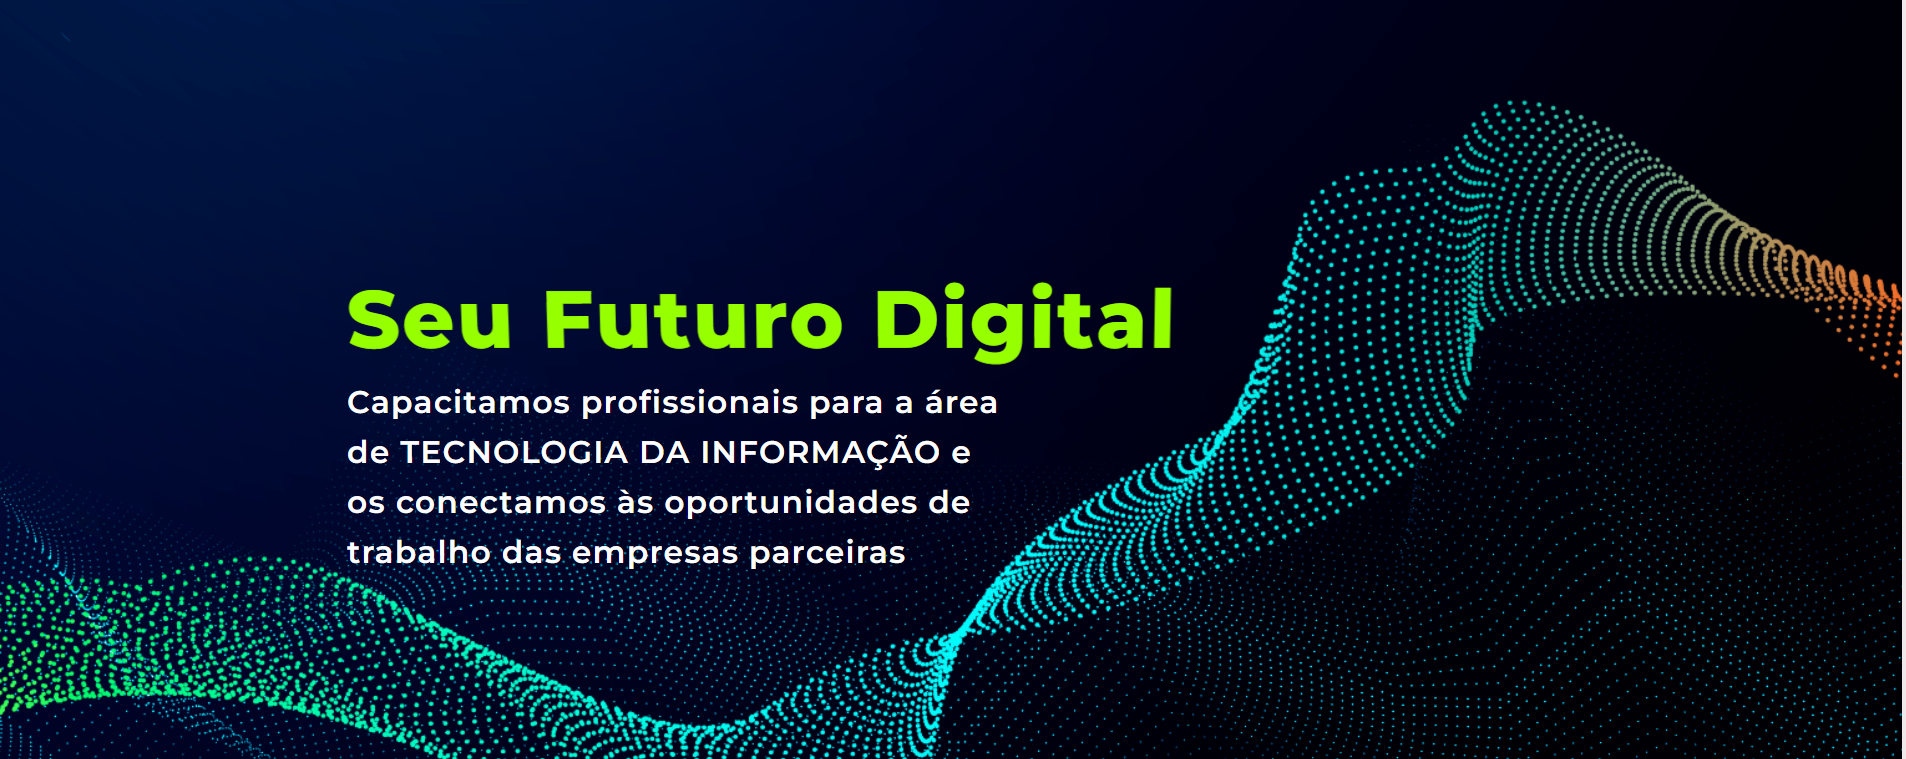 Seu Futuro Digital
Capacitamos profissionais para a área
de TECNOLOGIA DA INFORMAÇÃO e
os conectamos às oportunidades de
trabalho das empresas parceiras